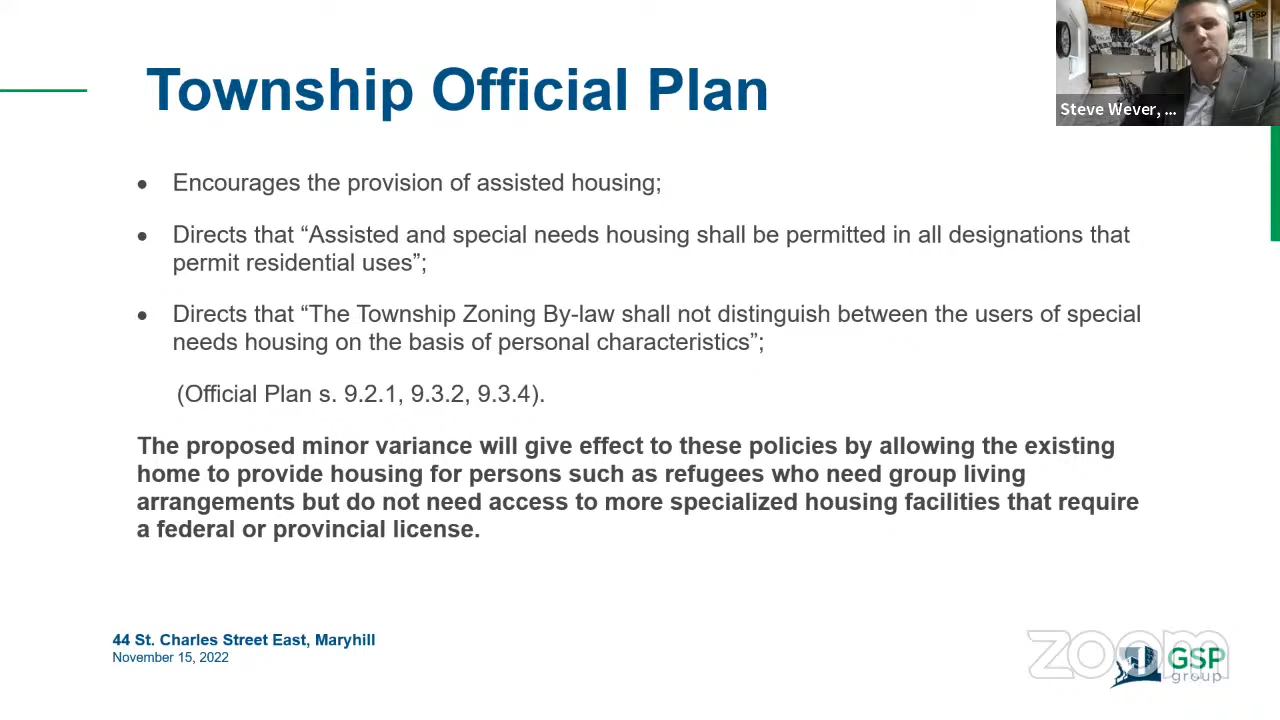 GSP
Steve Wever, ...
Township Official Plan
• Encourages the provision of assisted housing;
• Directs that “Assisted and special needs housing shall be permitted in all designations that
permit residential uses”;
• Directs that “The Township Zoning By-law shall not distinguish between the users of special
needs housing on the basis of personal characteristics”;
(Official Plan s. 9.2.1, 9.3.2, 9.3.4).
The proposed minor variance will give effect to these policies by allowing the existing
home to provide housing for persons such as refugees who need group living
arrangements but do not need access to more specialized housing facilities that require
a federal or provincial license.
44 St. Charles Street East, Maryhill
November 15, 2022
zoom
GSP
group